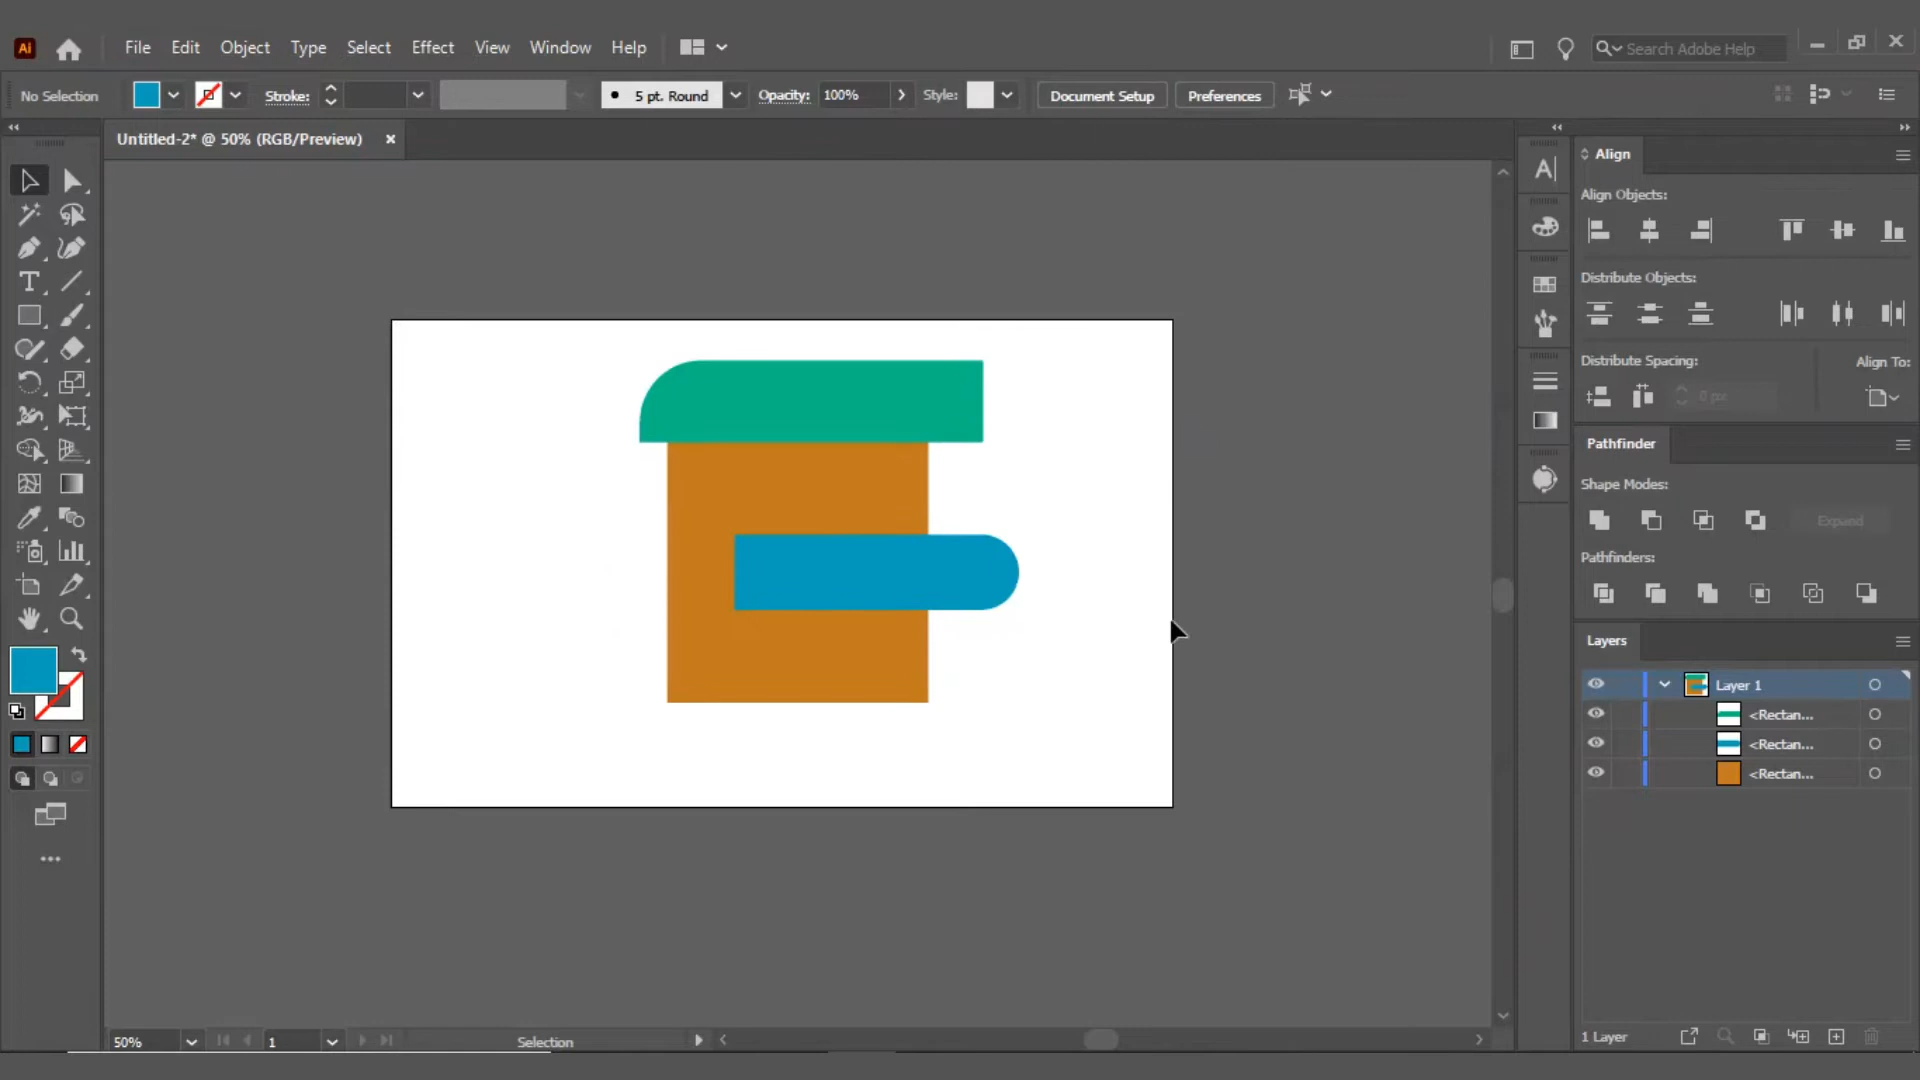 Ai File Edit Object Type Select Effect View Window Help Search Adobe Help
No Selection Stroke: 5 pt. Round Opacity: 100% Style: Document Setup Preferences
Untitled-2* @ 50% (RGB/Preview)
Align
Align Objects:
Distribute Objects:
Distribute Spacing: Align To:
0 px
Pathfinder
Shape Modes:
Expand
Pathfinders:
Layers
Layer 1
<Rectan...
<Rectan...
<Rectan...
50% 1 Selection 1 Layer